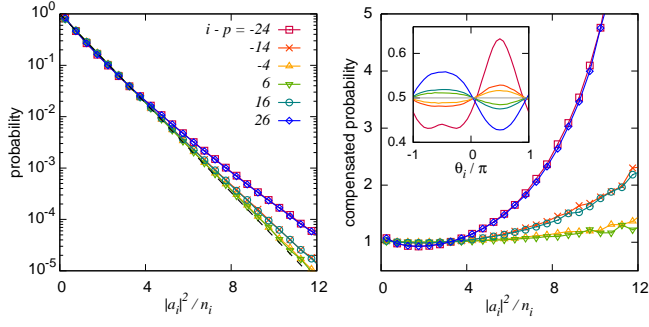 10^0
10^-1
10^-2
10^-3
10^-4
10^-5
probability
i - p = -24
-14
-4
6
16
26
0 4 8 12
|a_i|^2 / n_i
5
4
3
2
1
compensated probability
0.6
0.5
0.4
-1 0 1
θ_i / π
0 4 8 12
|a_i|^2 / n_i